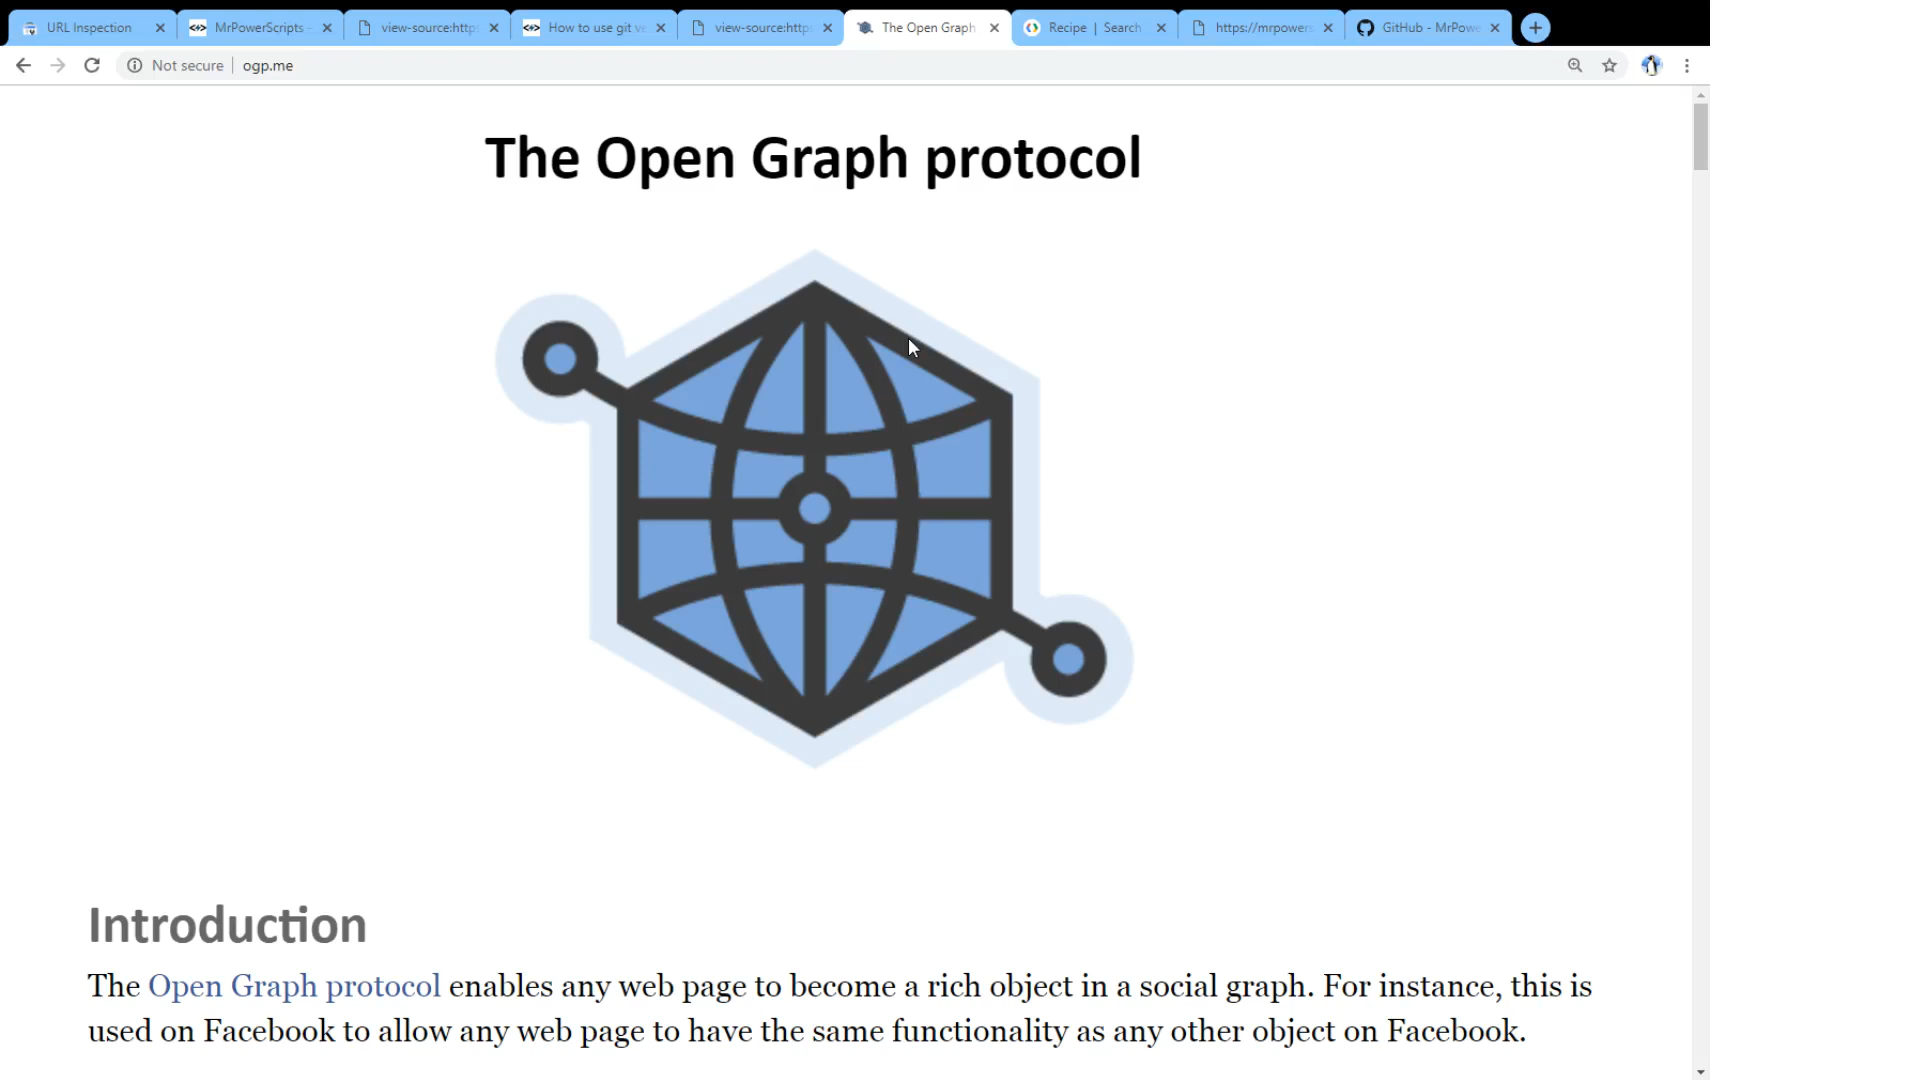 URL Inspection
MrPowerScripts -
view-source:http
How to use git ve
view-source:http
The Open Graph
Recipe | Search
https://mrpowers
GitHub - MrPowe
Not secure
ogp.me
The Open Graph protocol
Introduction
The Open Graph protocol enables any web page to become a rich object in a social graph. For instance, this is
used on Facebook to allow any web page to have the same functionality as any other object on Facebook.